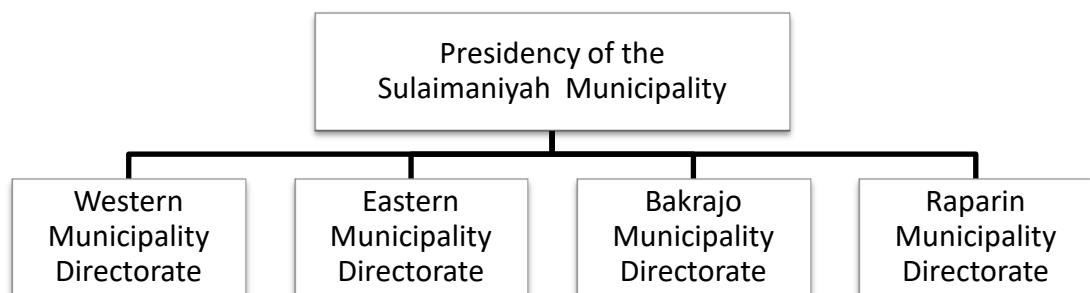 Presidency of the
Sulaimaniyah Municipality
Western
Municipality
Directorate
Eastern
Municipality
Directorate
Bakrajo
Municipality
Directorate
Raparin
Municipality
Directorate